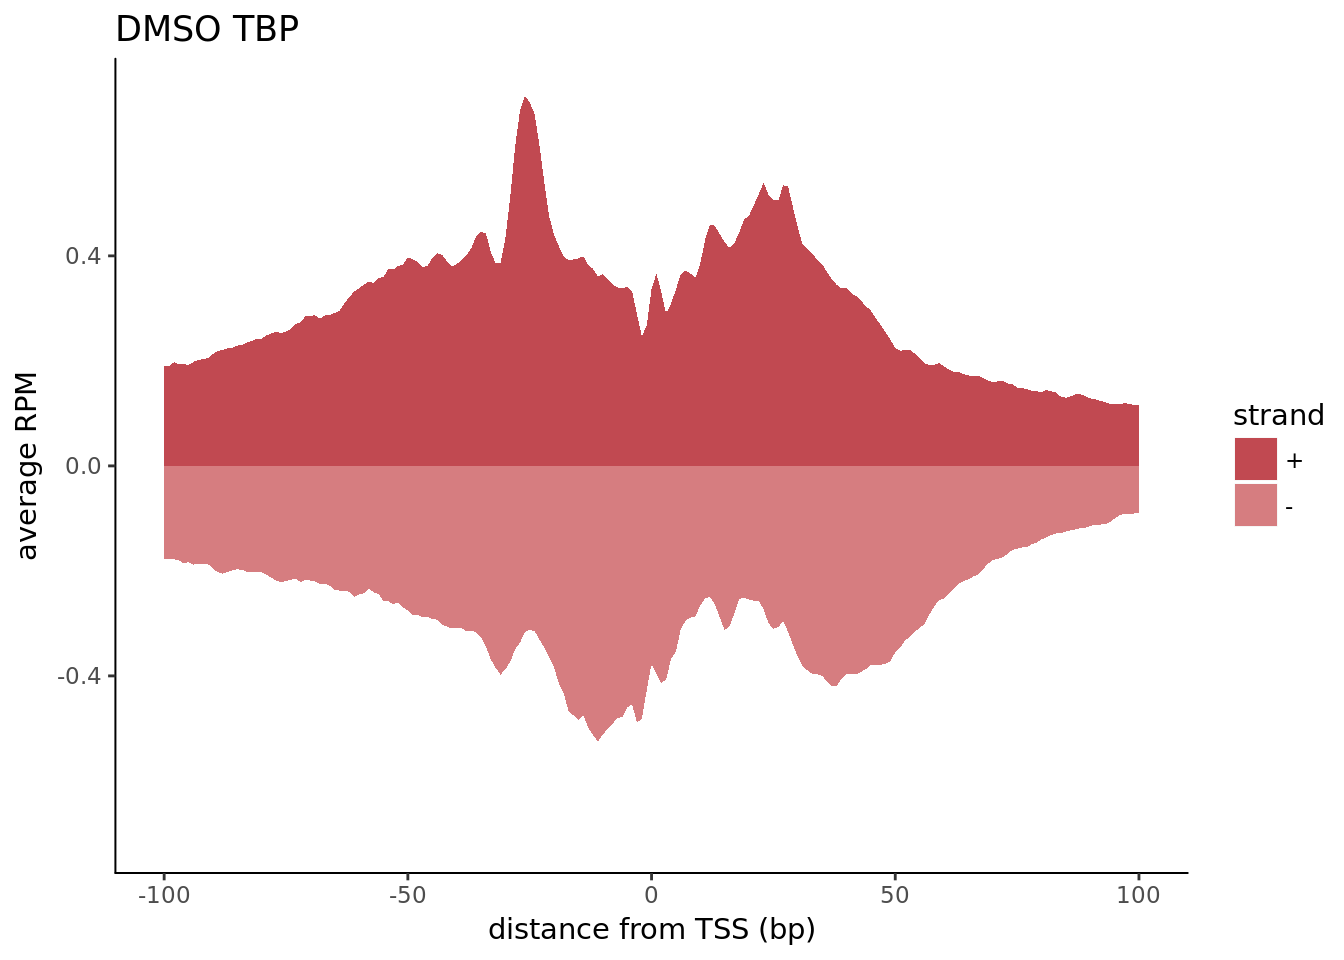 DMSO TBP
average RPM
0.4
0.0
-0.4
-100
-50
0
50
100
distance from TSS (bp)
strand
+
-